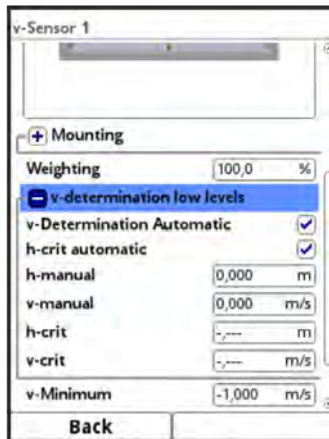 v-Sensor 1
Mounting
Weighting 100,0 %
v-determination low levels
v-Determination Automatic
h-crit automatic
h-manual 0,000 m
v-manual 0,000 m/s
h-crit -,--- m
v-crit -,--- m/s
v-Minimum -1,000 m/s
Back